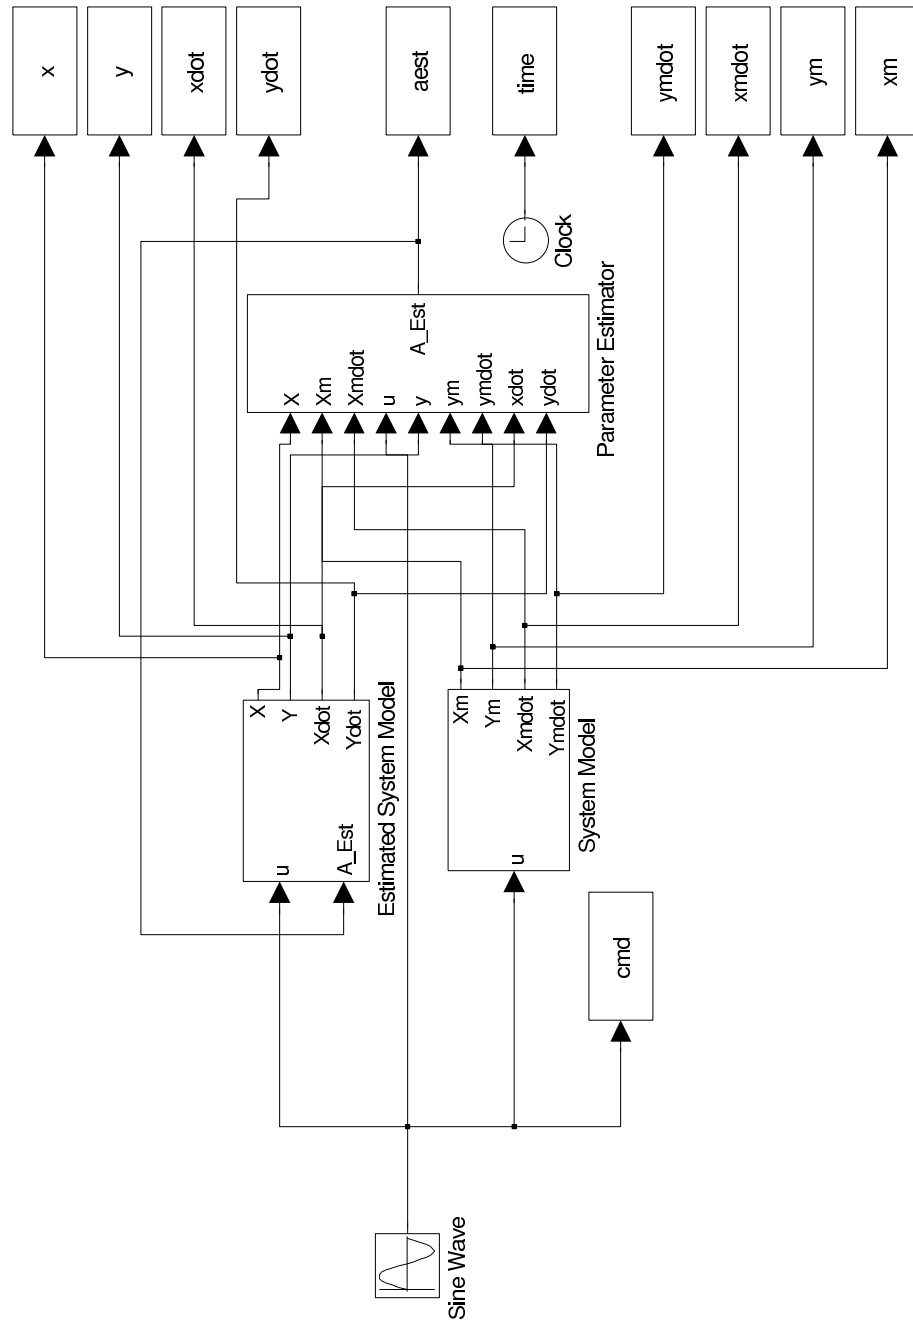 x
y
xdot
ydot
aest
time
ymdot
xmdot
ym
xm
Clock
A_Est
X
Xm
Xmdot
u
y
ym
ymdot
xdot
ydot
Parameter Estimator
X
Y
Xdot
Ydot
u
A_Est
Estimated System Model
Xm
Ym
Xmdot
Ymdot
u
System Model
cmd
Sine Wave